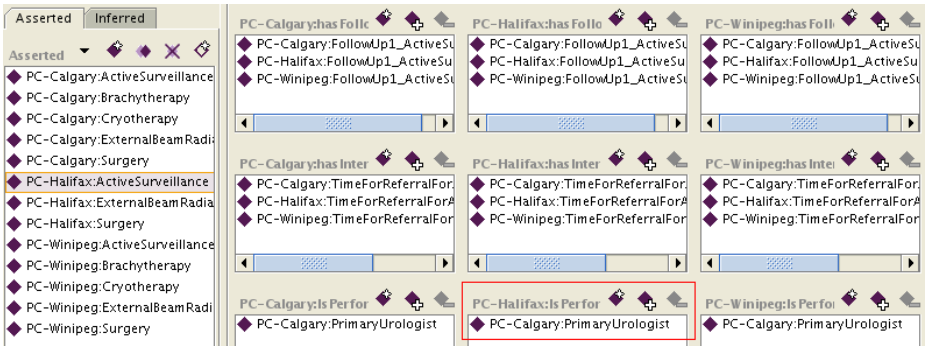 Asserted Inferred
Asserted
PC-Calgary:ActiveSurveillance
PC-Calgary:Brachytherapy
PC-Calgary:Cryotherapy
PC-Calgary:ExternalBeamRadi
PC-Calgary:Surgery
PC-Halifax:ActiveSurveillance
PC-Halifax:ExternalBeamRadia
PC-Halifax:Surgery
PC-Winipeg:ActiveSurveillance
PC-Winipeg:Brachytherapy
PC-Winipeg:Cryotherapy
PC-Winipeg:ExternalBeamRadi
PC-Winipeg:Surgery
PC-Calgary:has Follc
PC-Calgary:FollowUp1_ActiveSu
PC-Halifax:FollowUp1_ActiveSu
PC-Winipeg:FollowUp1_ActiveSu
PC-Halifax:has Follo
PC-Calgary:FollowUp1_ActiveSu
PC-Halifax:FollowUp1_ActiveSu
PC-Winipeg:FollowUp1_ActiveSu
PC-Winipeg:has Foll
PC-Calgary:FollowUp1_ActiveSu
PC-Halifax:FollowUp1_ActiveSu
PC-Winipeg:FollowUp1_ActiveSu
PC-Calgary:has Inter
PC-Calgary:TimeForReferralFor.
PC-Halifax:TimeForReferralForA
PC-Winipeg:TimeForReferralFor
PC-Halifax:has Inter
PC-Calgary:TimeForReferralFor.
PC-Halifax:TimeForReferralForA
PC-Winipeg:TimeForReferralFor
PC-Winipeg:has Inte
PC-Calgary:TimeForReferralFor.
PC-Halifax:TimeForReferralFor
PC-Winipeg:TimeForReferralFor
PC-Calgary:Is Perfor
PC-Calgary:PrimaryUrologist
PC-Halifax:Is Perfor
PC-Calgary:PrimaryUrologist
PC-Winipeg:Is Perfo
PC-Calgary:PrimaryUrologist